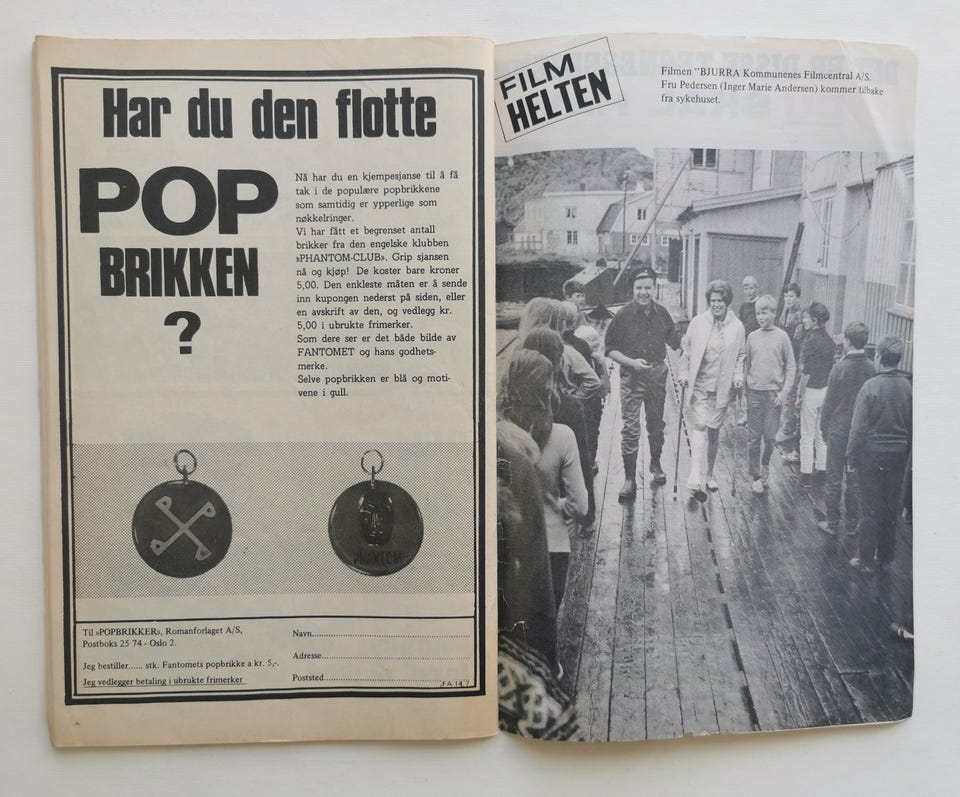 Har du den flotte
POP
BRIKKEN
?
Nå har du en kjempesjanse til å få
tak i de populære popbrikkene
som samtidig er ypperlige som
nøkkelringer.
Vi har fått et begrenset antall
brikker fra den engelske klubben
»PHANTOM-CLUB». Grip sjansen
nå og kjøp! De koster bare kroner
5,00. Den enkleste måten er å sende
inn kupongen nederst på siden, eller
en avskrift av den, og vedlegg kr.
5,00 i ubrukte frimerker.
Som dere ser er det både bilde av
FANTOMET og hans godhets-
merke.
Selve popbrikken er blå og moti-
vene i gull.
PHANTOM
Til »POPBRIKKER», Romanforlaget A/S,
Postboks 25 74 - Oslo 2.
Jeg bestiller...... stk. Fantomets popbrikke a kr. 5,-.
Jeg vedlegger betaling i ubrukte frimerker
Navn
Adresse
Poststed
FA-14 7
FILM
HELTEN
Filmen "BJURRA Kommunenes Filmcentral A/S.
Fru Pedersen (Inger Marie Andersen) kommer tilbake
fra sykehuset.